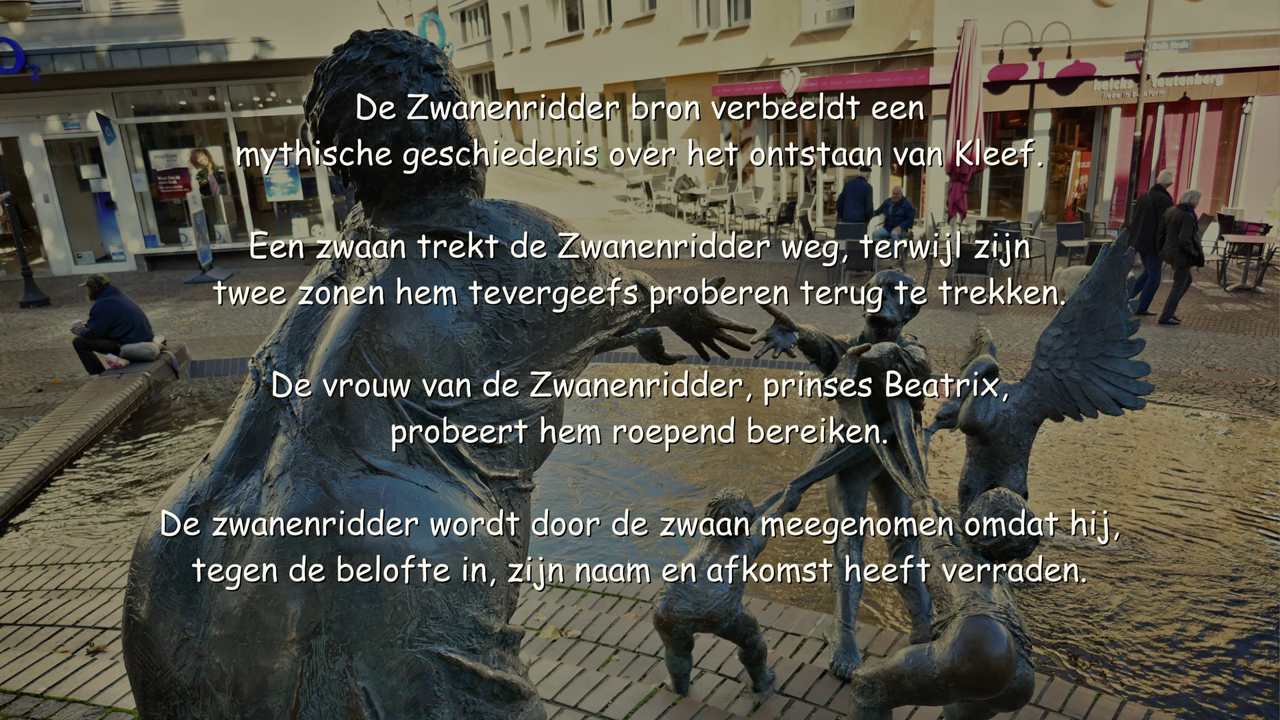 De Zwanenridder bron verbeeldt een
mythische geschiedenis over het ontstaan van Kleef.
Een zwaan trekt de Zwanenridder weg, terwijl zijn
twee zonen hem tevergeefs proberen terug te trekken.
De vrouw van de Zwanenridder, prinses Beatrix,
probeert hem roepend bereiken.
De zwanenridder wordt door de zwaan meegenomen omdat hij,
tegen de belofte in, zijn naam en afkomst heeft verraden.
O2